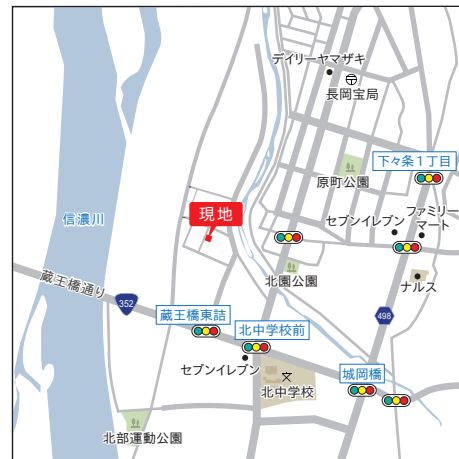 デイリーヤマザキ
長岡宝局
下々条1丁目
原町公園
現地
セブンイレブン
ファミリー
マート
信濃川
北園公園
ナルス
蔵王橋通り
352
蔵王橋東詰
498
北中学校前
セブンイレブン
城岡橋
北中学校
北部運動公園